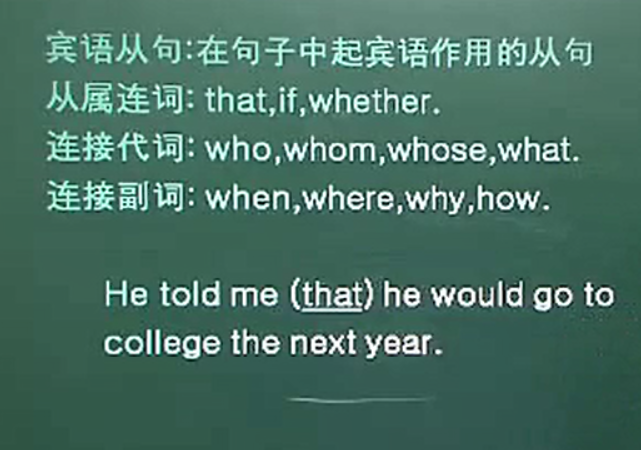 宾语从句:在句子中起宾语作用的从句
从属连词: that,if,whether.
连接代词: who,whom,whose,what.
连接副词: when,where,why,how.
He told me (that) he would go to
college the next year.